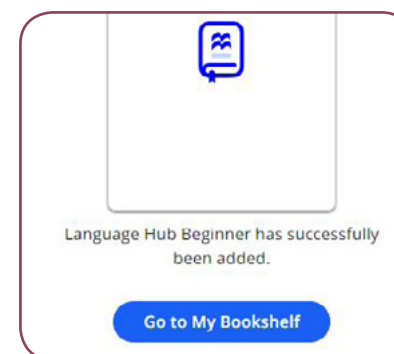 Language Hub Beginner has successfully
been added.
Go to My Bookshelf